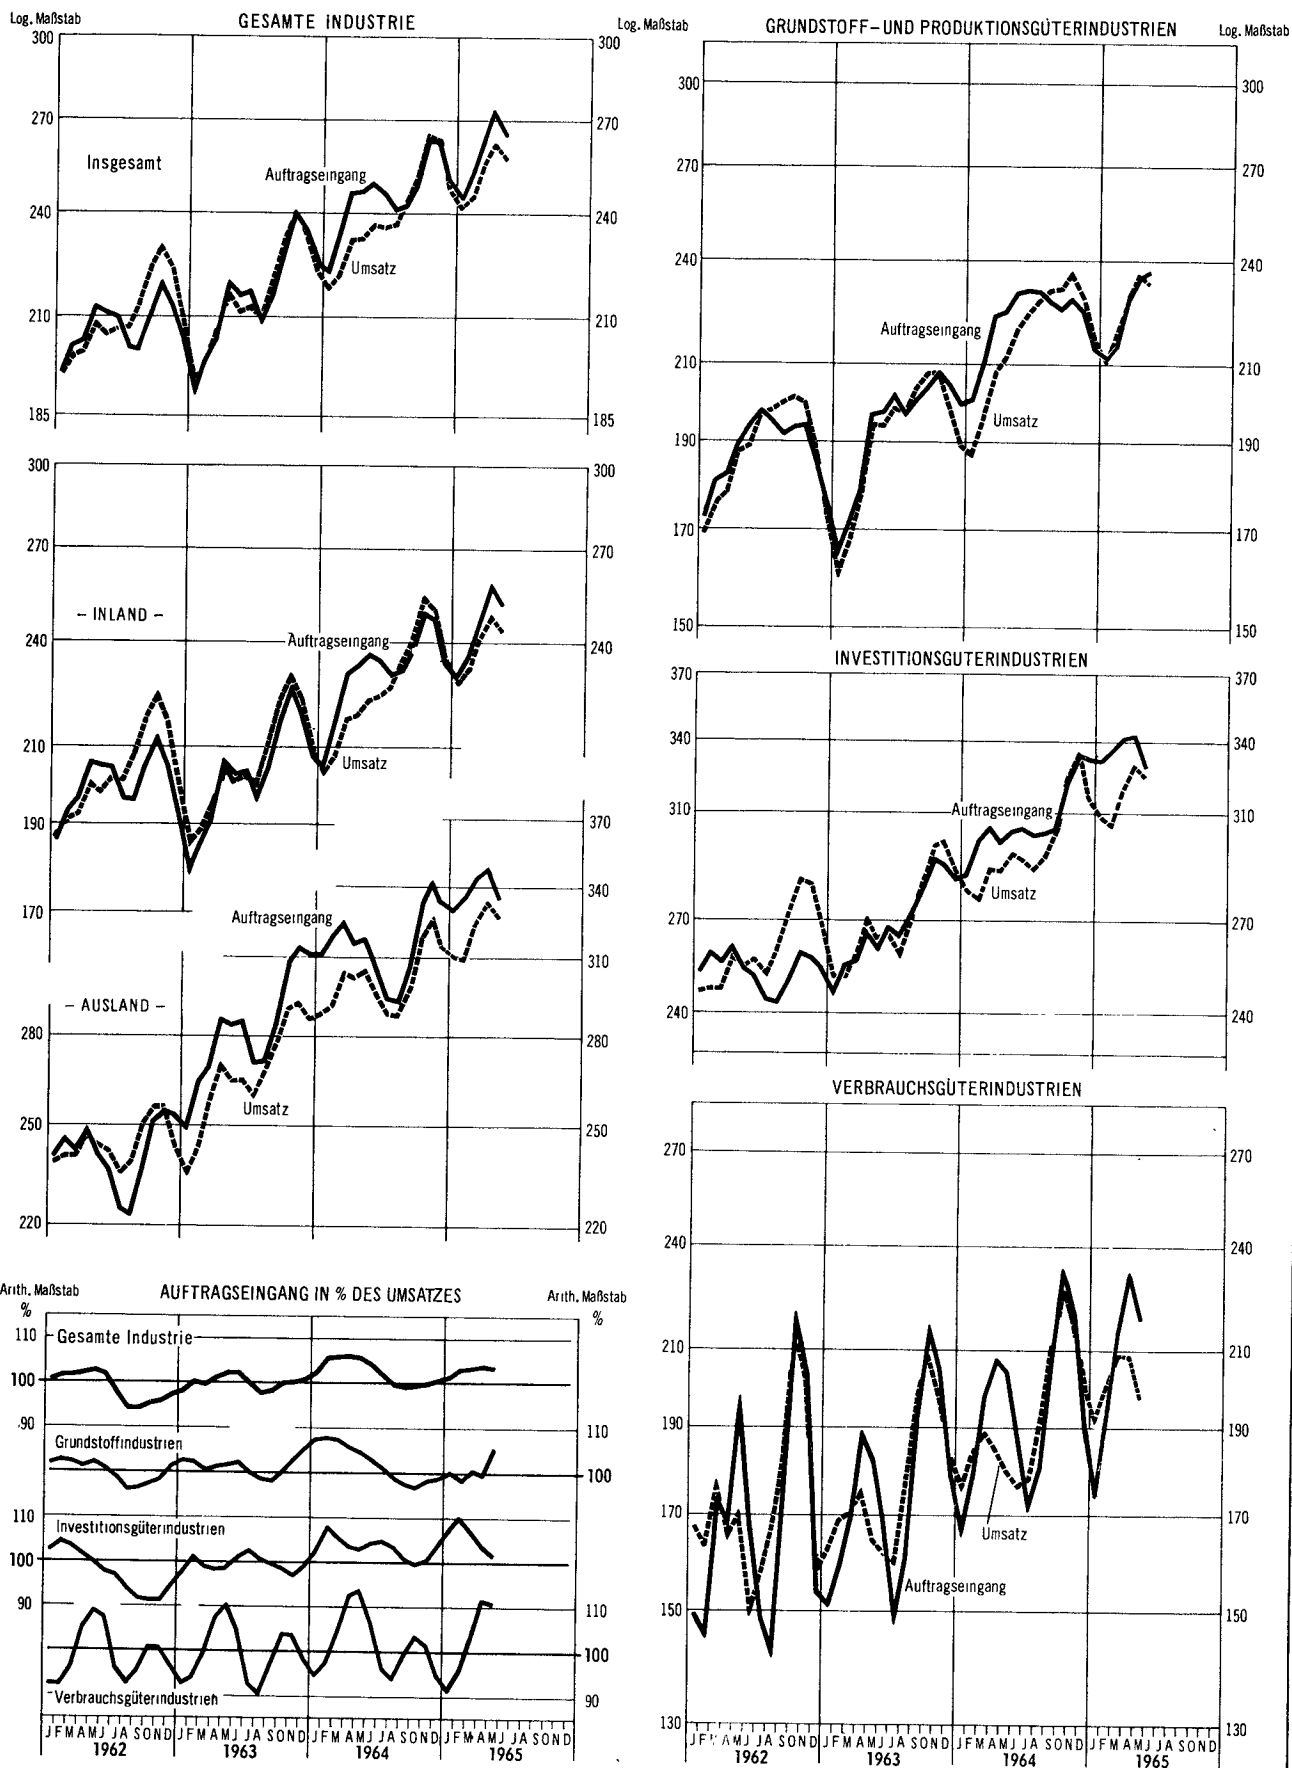 Log. Maßstab GESAMTE INDUSTRIE Log. Maßstab
300 300
270 270
Insgesamt
Auftragseingang
240 240
Umsatz
210 210
185 185
300 300
270 270
– INLAND –
Auftragseingang
240 240
210
Umsatz
190 370
340
170
Auftragseingang
310
– AUSLAND –
280 280
Umsatz
250 250
220 220
Arith. Maßstab AUFTRAGSEINGANG IN % DES UMSATZES Arith. Maßstab
% %
110 Gesamte Industrie
100
90
Grundstoffindustrien 110
100
110
Investitionsgüterindustrien
100
90
110
100
Verbrauchsgüterindustrien 90
J F M A M J J A S O N D J F M A M J J A S O N D J F M A M J J A S O N D J F M A M J J A S O N D
1962 1963 1964 1965
GRUNDSTOFF– UND PRODUKTIONSGÜTERINDUSTRIEN Log. Maßstab
300 300
270 270
240 240
Auftragseingang
210 210
Umsatz
190 190
170 170
150 150
INVESTITIONSGÜTERINDUSTRIEN
370 370
340 340
310 310
Auftragseingang
Umsatz
270 270
240 240
VERBRAUCHSGÜTERINDUSTRIEN
270 270
240 240
210 210
190 190
170 170
Umsatz
Auftragseingang
150 150
130 130
J F M A M J J A S O N D J F M A M J J A S O N D J F M A M J J A S O N D J F M A M J J A S O N D
1962 1963 1964 1965